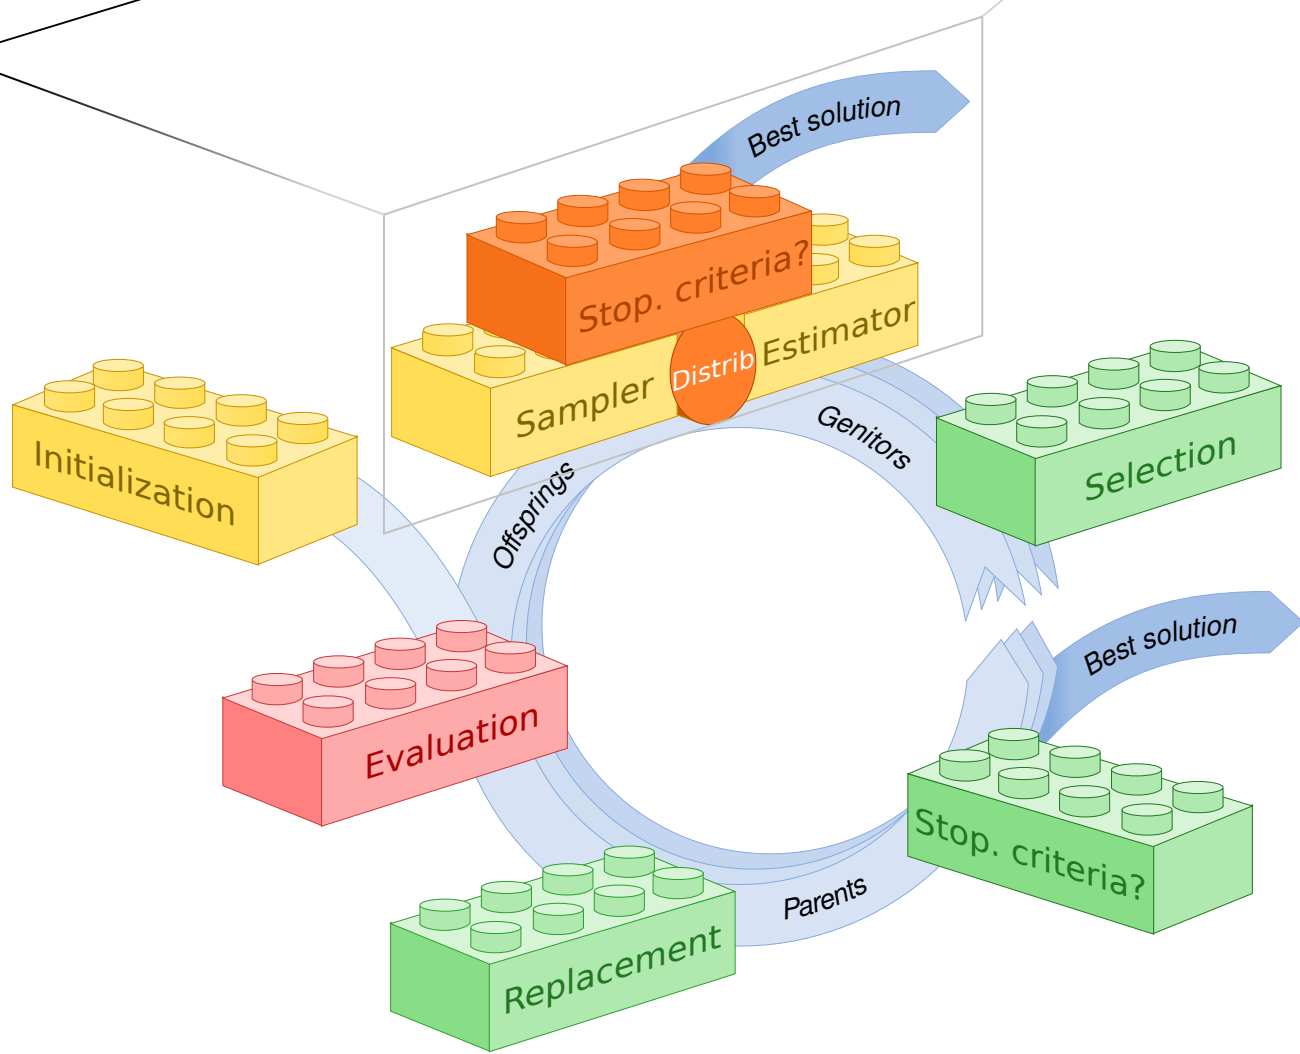 Best solution
Stop. criteria?
Sampler
Distrib
Estimator
Initialization
Offsprings
Genitors
Selection
Best solution
Evaluation
Stop. criteria?
Parents
Replacement